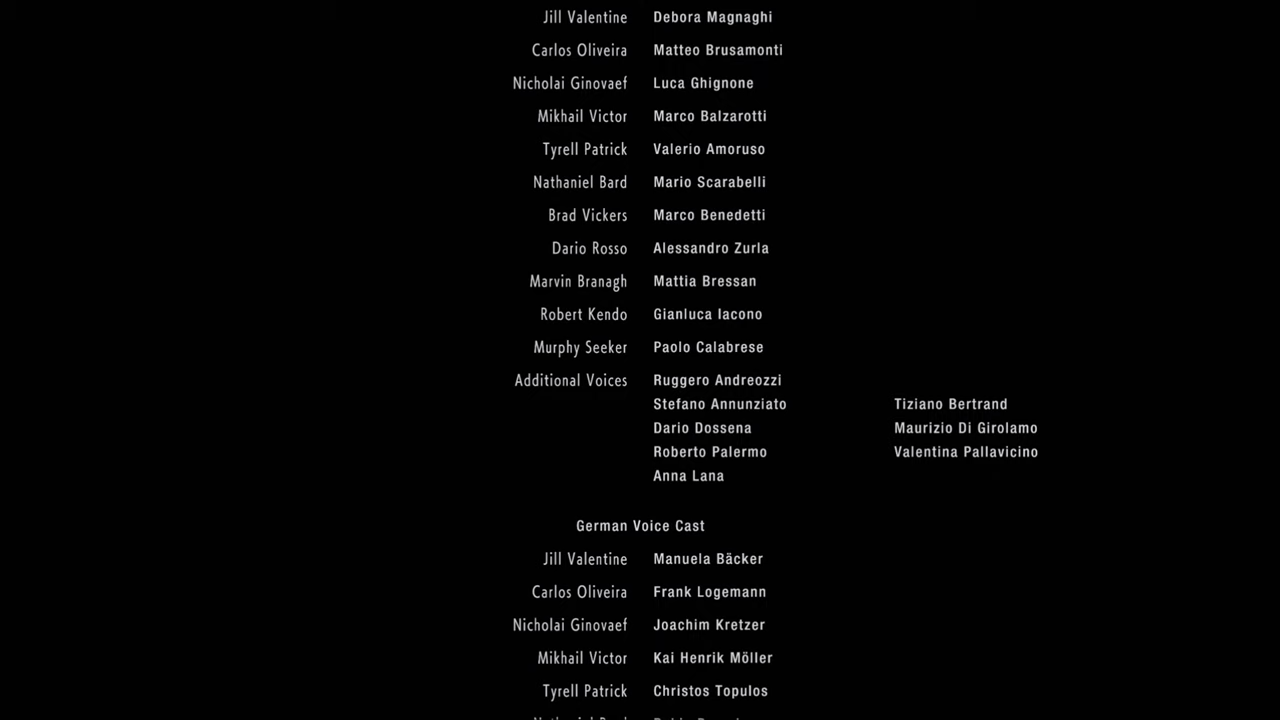 Jill Valentine Debora Magnaghi
Carlos Oliveira Matteo Brusamonti
Nicholai Ginovaef Luca Ghignone
Mikhail Victor Marco Balzarotti
Tyrell Patrick Valerio Amoruso
Nathaniel Bard Mario Scarabelli
Brad Vickers Marco Benedetti
Dario Rosso Alessandro Zurla
Marvin Branagh Mattia Bressan
Robert Kendo Gianluca Iacono
Murphy Seeker Paolo Calabrese
Additional Voices Ruggero Andreozzi
Stefano Annunziato Tiziano Bertrand
Dario Dossena Maurizio Di Girolamo
Roberto Palermo Valentina Pallavicino
Anna Lana
German Voice Cast
Jill Valentine Manuela Bäcker
Carlos Oliveira Frank Logemann
Nicholai Ginovaef Joachim Kretzer
Mikhail Victor Kai Henrik Möller
Tyrell Patrick Christos Topulos